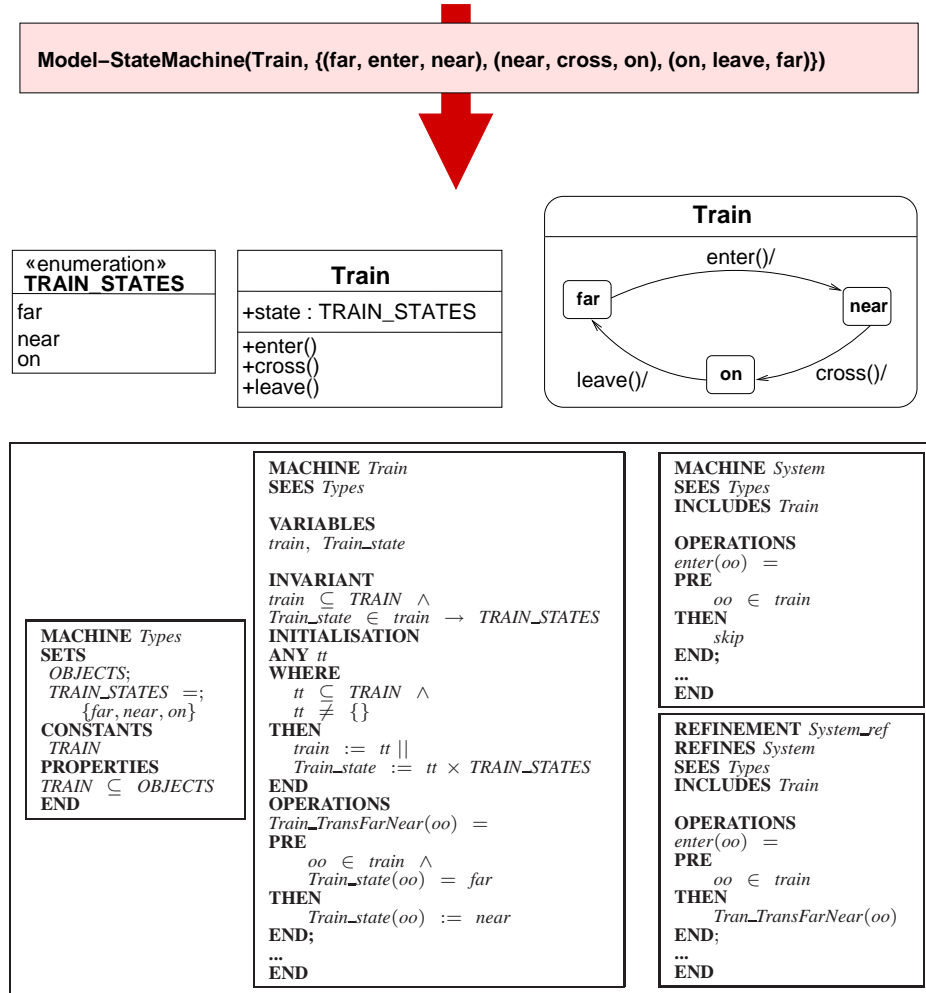 Model−StateMachine(Train, {(far, enter, near), (near, cross, on), (on, leave, far)})
«enumeration»
TRAIN_STATES
far
near
on
Train
+state : TRAIN_STATES
+enter()
+cross()
+leave()
Train
enter()/
far
near
on
leave()/
cross()/
MACHINE Types
SETS
OBJECTS;
TRAIN_STATES =;
{far, near, on}
CONSTANTS
TRAIN
PROPERTIES
TRAIN ⊆ OBJECTS
END
MACHINE Train
SEES Types
VARIABLES
train, Train_state
INVARIANT
train ⊆ TRAIN ∧
Train_state ∈ train → TRAIN_STATES
INITIALISATION
ANY tt
WHERE
tt ⊆ TRAIN ∧
tt ≠ {}
THEN
train := tt ||
Train_state := tt × TRAIN_STATES
END
OPERATIONS
Train_TransFarNear(oo) =
PRE
oo ∈ train ∧
Train_state(oo) = far
THEN
Train_state(oo) := near
END;
...
END
MACHINE System
SEES Types
INCLUDES Train
OPERATIONS
enter(oo) =
PRE
oo ∈ train
THEN
skip
END;
...
END
REFINEMENT System_ref
REFINES System
SEES Types
INCLUDES Train
OPERATIONS
enter(oo) =
PRE
oo ∈ train
THEN
Tran_TransFarNear(oo)
END;
...
END